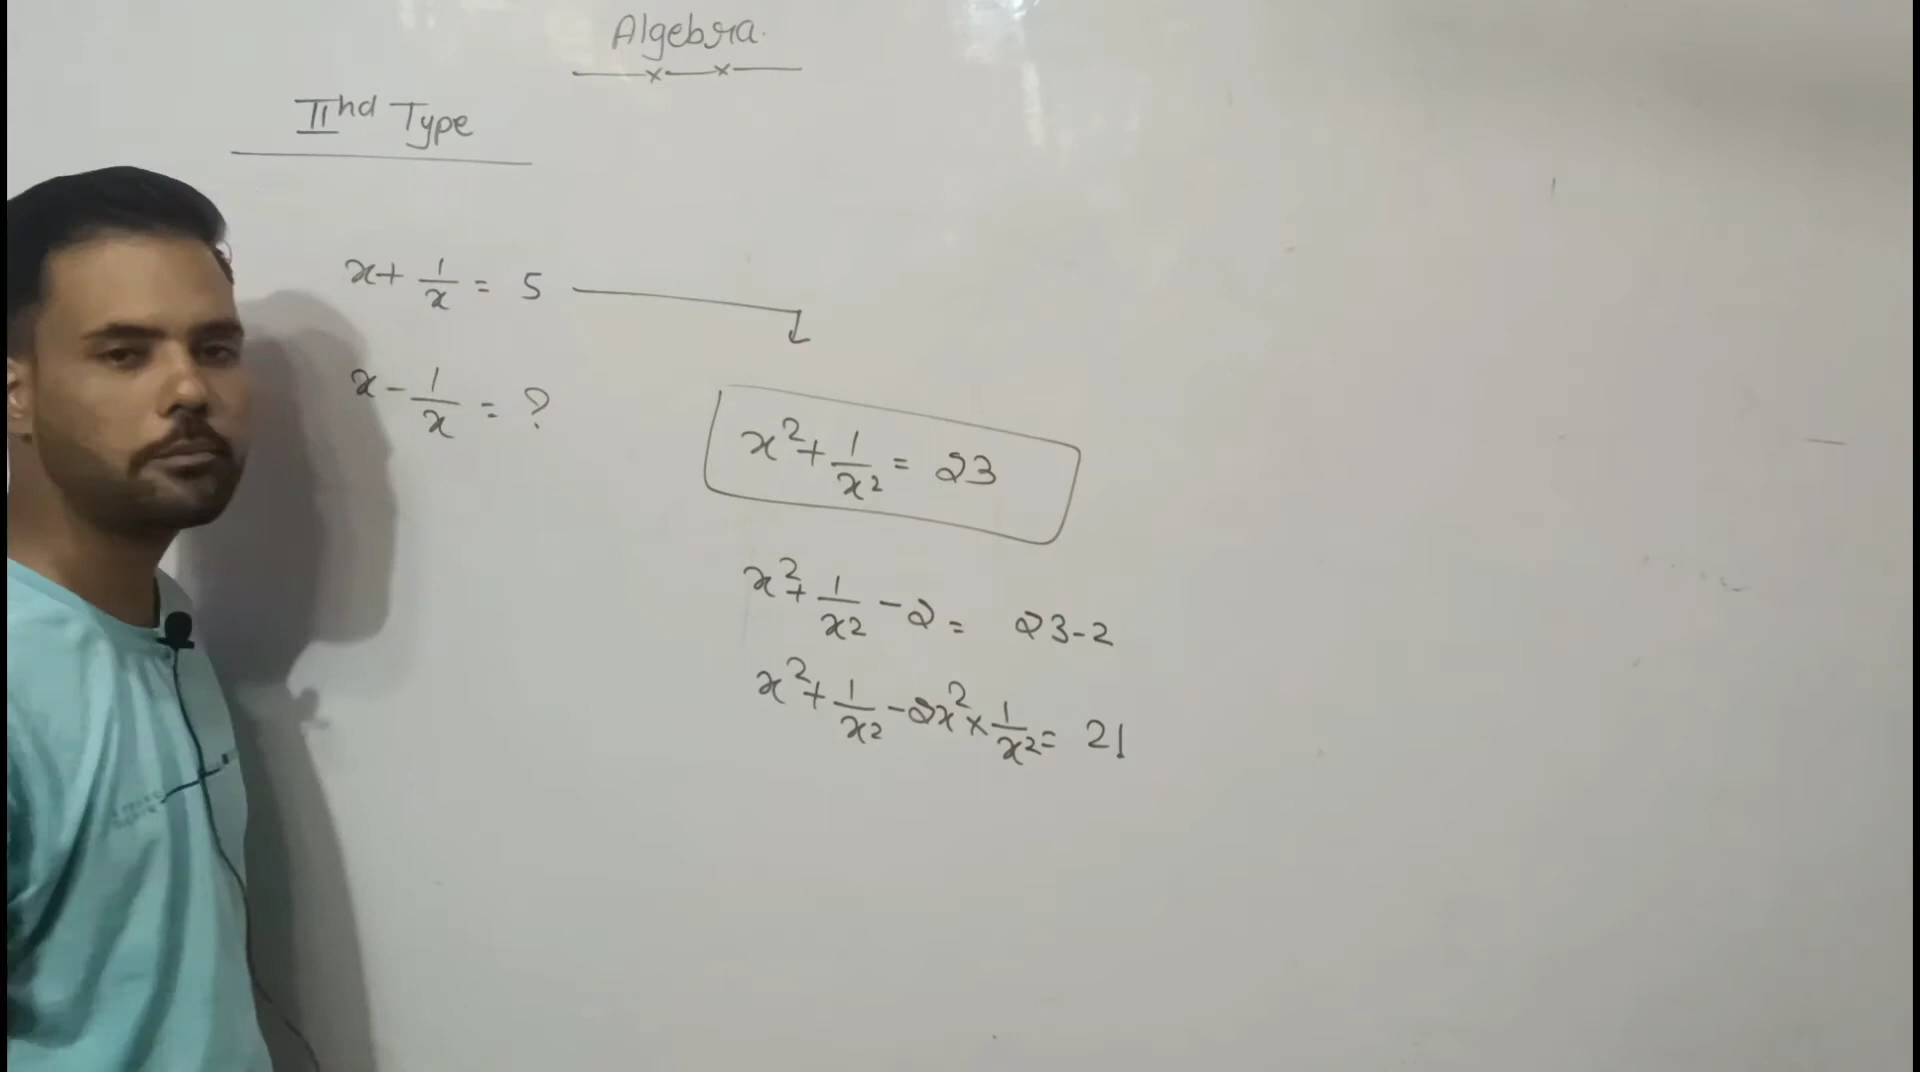 Algebra.
IInd Type
x + 1/x = 5
x - 1/x = ?
x² + 1/x² = 23
x² + 1/x² - 2 = 23-2
x² + 1/x² - 2x² × 1/x² = 21